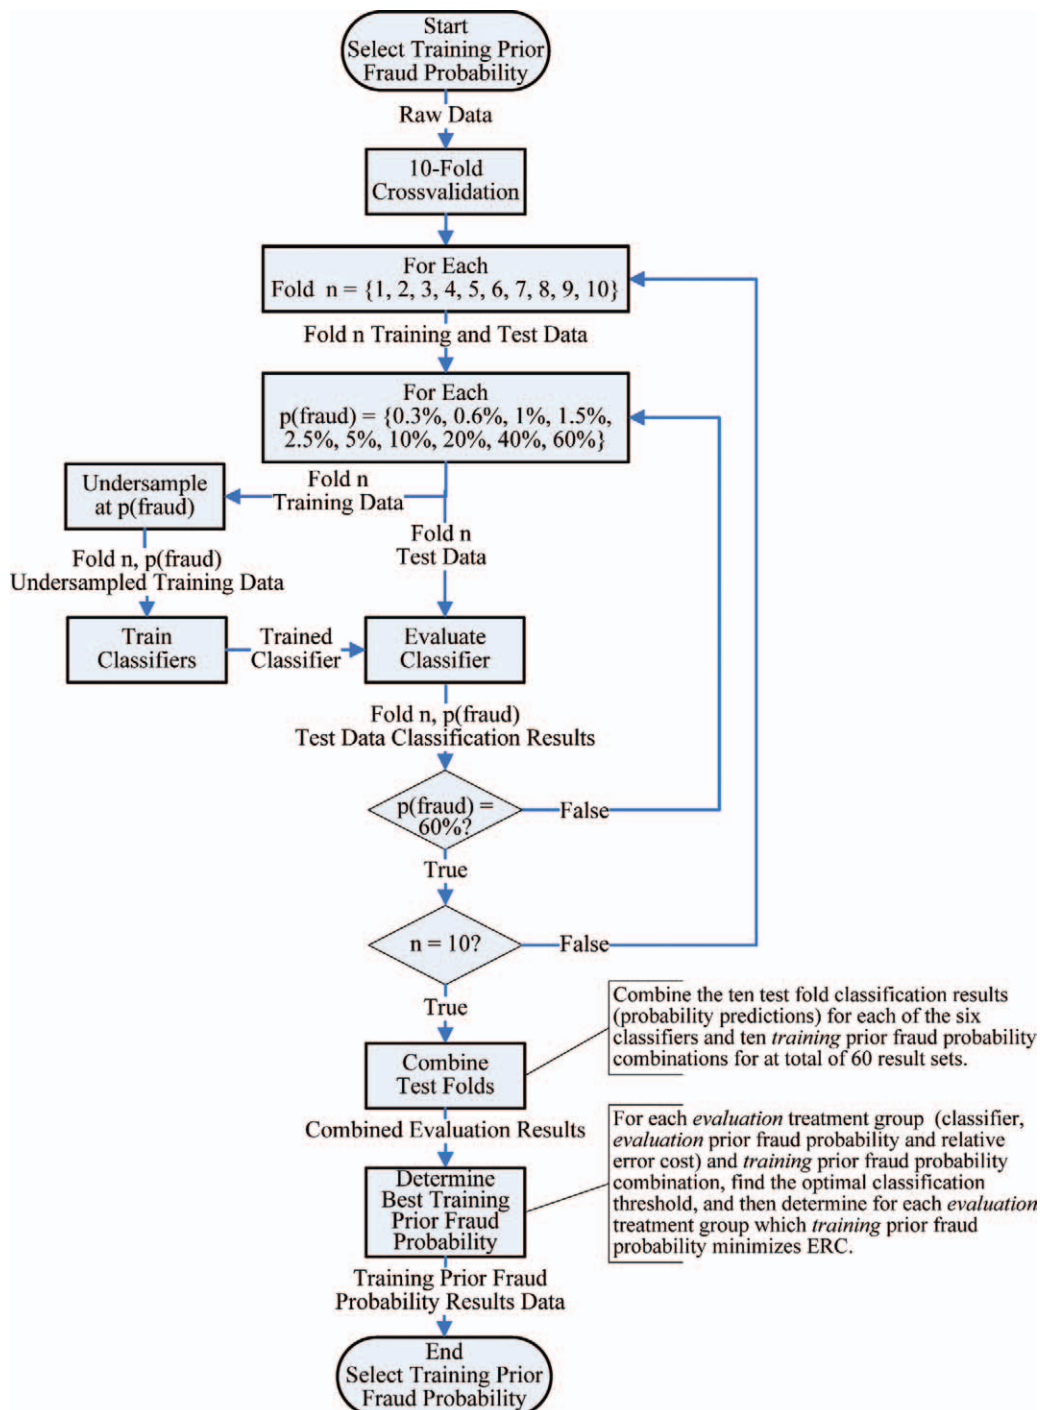 Start
Select Training Prior
Fraud Probability
Raw Data
10-Fold
Crossvalidation
For Each
Fold n = {1, 2, 3, 4, 5, 6, 7, 8, 9, 10}
Fold n Training and Test Data
For Each
p(fraud) = {0.3%, 0.6%, 1%, 1.5%,
2.5%, 5%, 10%, 20%, 40%, 60%}
Undersample
at p(fraud)
Fold n
Training Data
Fold n
Test Data
Fold n, p(fraud)
Undersampled Training Data
Train
Classifiers
Trained
Classifier
Evaluate
Classifier
Fold n, p(fraud)
Test Data Classification Results
p(fraud) =
60%?
False
True
n = 10?
False
True
Combine the ten test fold classification results
(probability predictions) for each of the six
classifiers and ten training prior fraud probability
combinations for at total of 60 result sets.
Combine
Test Folds
Combined Evaluation Results
For each evaluation treatment group (classifier,
evaluation prior fraud probability and relative
error cost) and training prior fraud probability
combination, find the optimal classification
threshold, and then determine for each evaluation
treatment group which training prior fraud
probability minimizes ERC.
Determine
Best Training
Prior Fraud
Probability
Training Prior Fraud
Probability Results Data
End
Select Training Prior
Fraud Probability